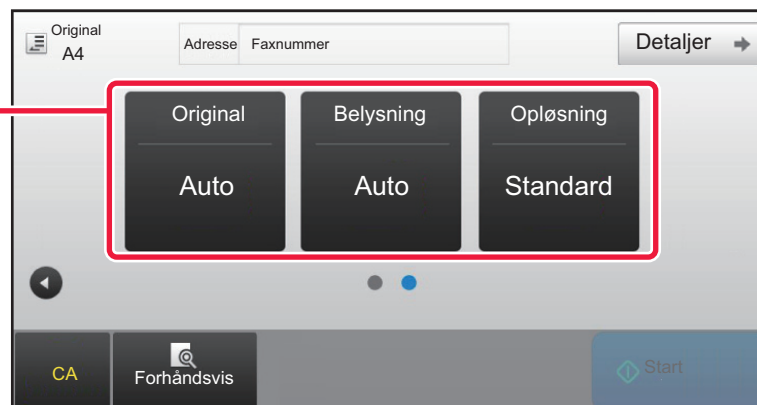 Original
A4
Adresse Faxnummer
Detaljer
Original Belysning Opløsning
Auto Auto Standard
CA Forhåndsvis Start